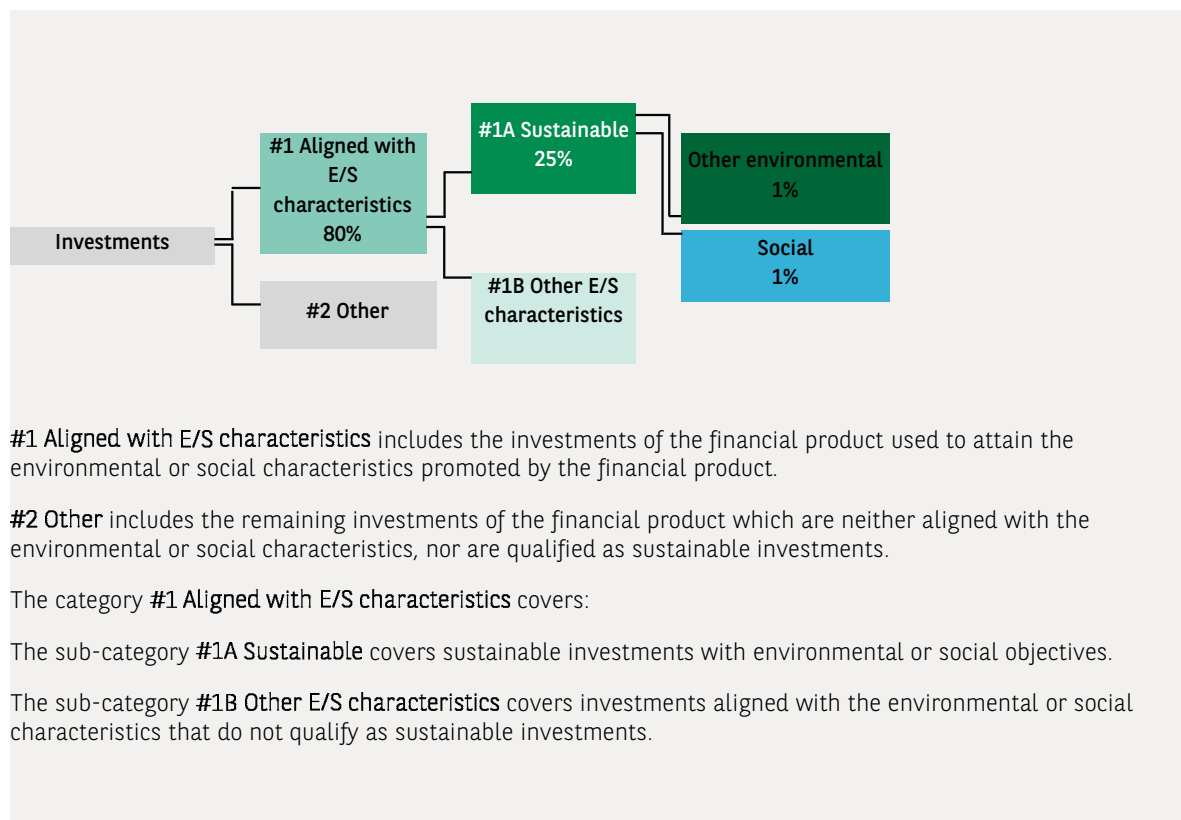 #1A Sustainable
25%
#1 Aligned with
E/S
characteristics
80%
Other environmental
1%
Investments
Social
1%
#2 Other
#1B Other E/S
characteristics
#1 Aligned with E/S characteristics includes the investments of the financial product used to attain the
environmental or social characteristics promoted by the financial product.
#2 Other includes the remaining investments of the financial product which are neither aligned with the
environmental or social characteristics, nor are qualified as sustainable investments.
The category #1 Aligned with E/S characteristics covers:
The sub-category #1A Sustainable covers sustainable investments with environmental or social objectives.
The sub-category #1B Other E/S characteristics covers investments aligned with the environmental or social
characteristics that do not qualify as sustainable investments.